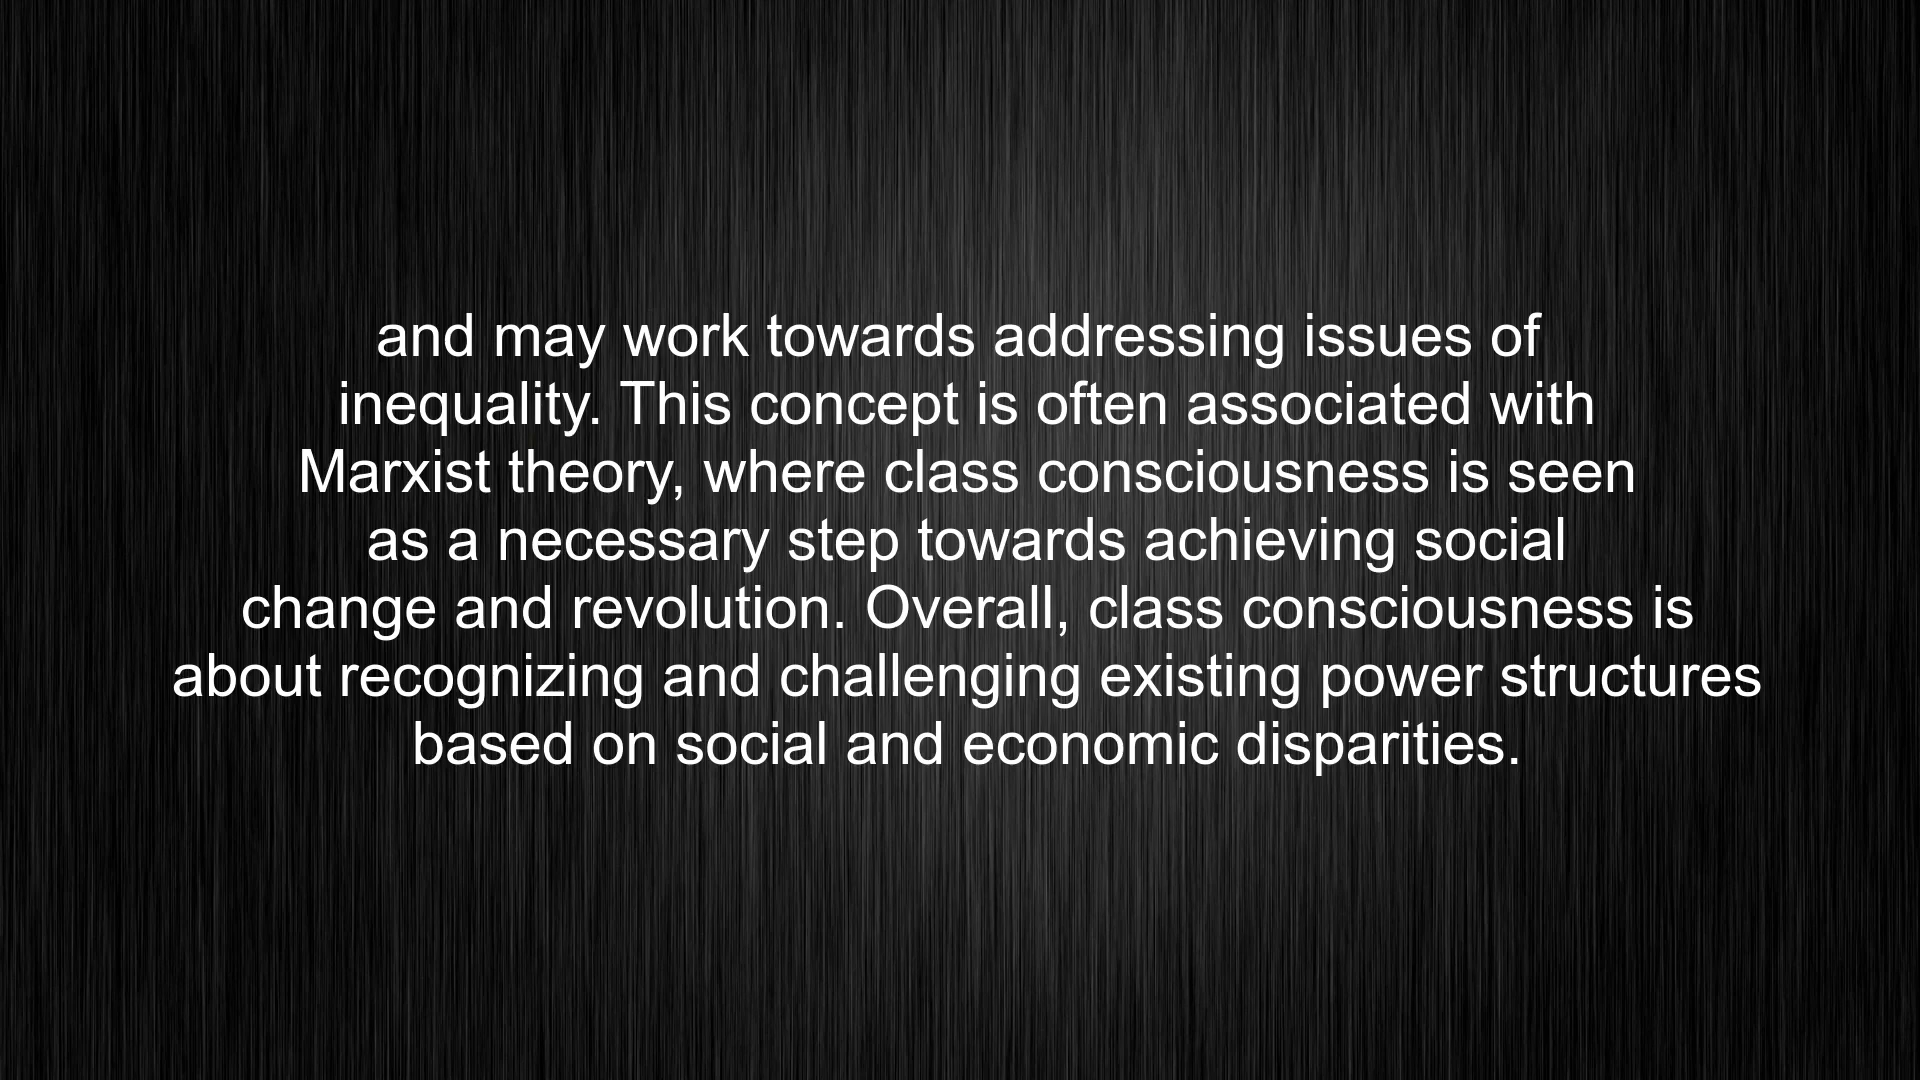 and may work towards addressing issues of
inequality. This concept is often associated with
Marxist theory, where class consciousness is seen
as a necessary step towards achieving social
change and revolution. Overall, class consciousness is
about recognizing and challenging existing power structures
based on social and economic disparities.